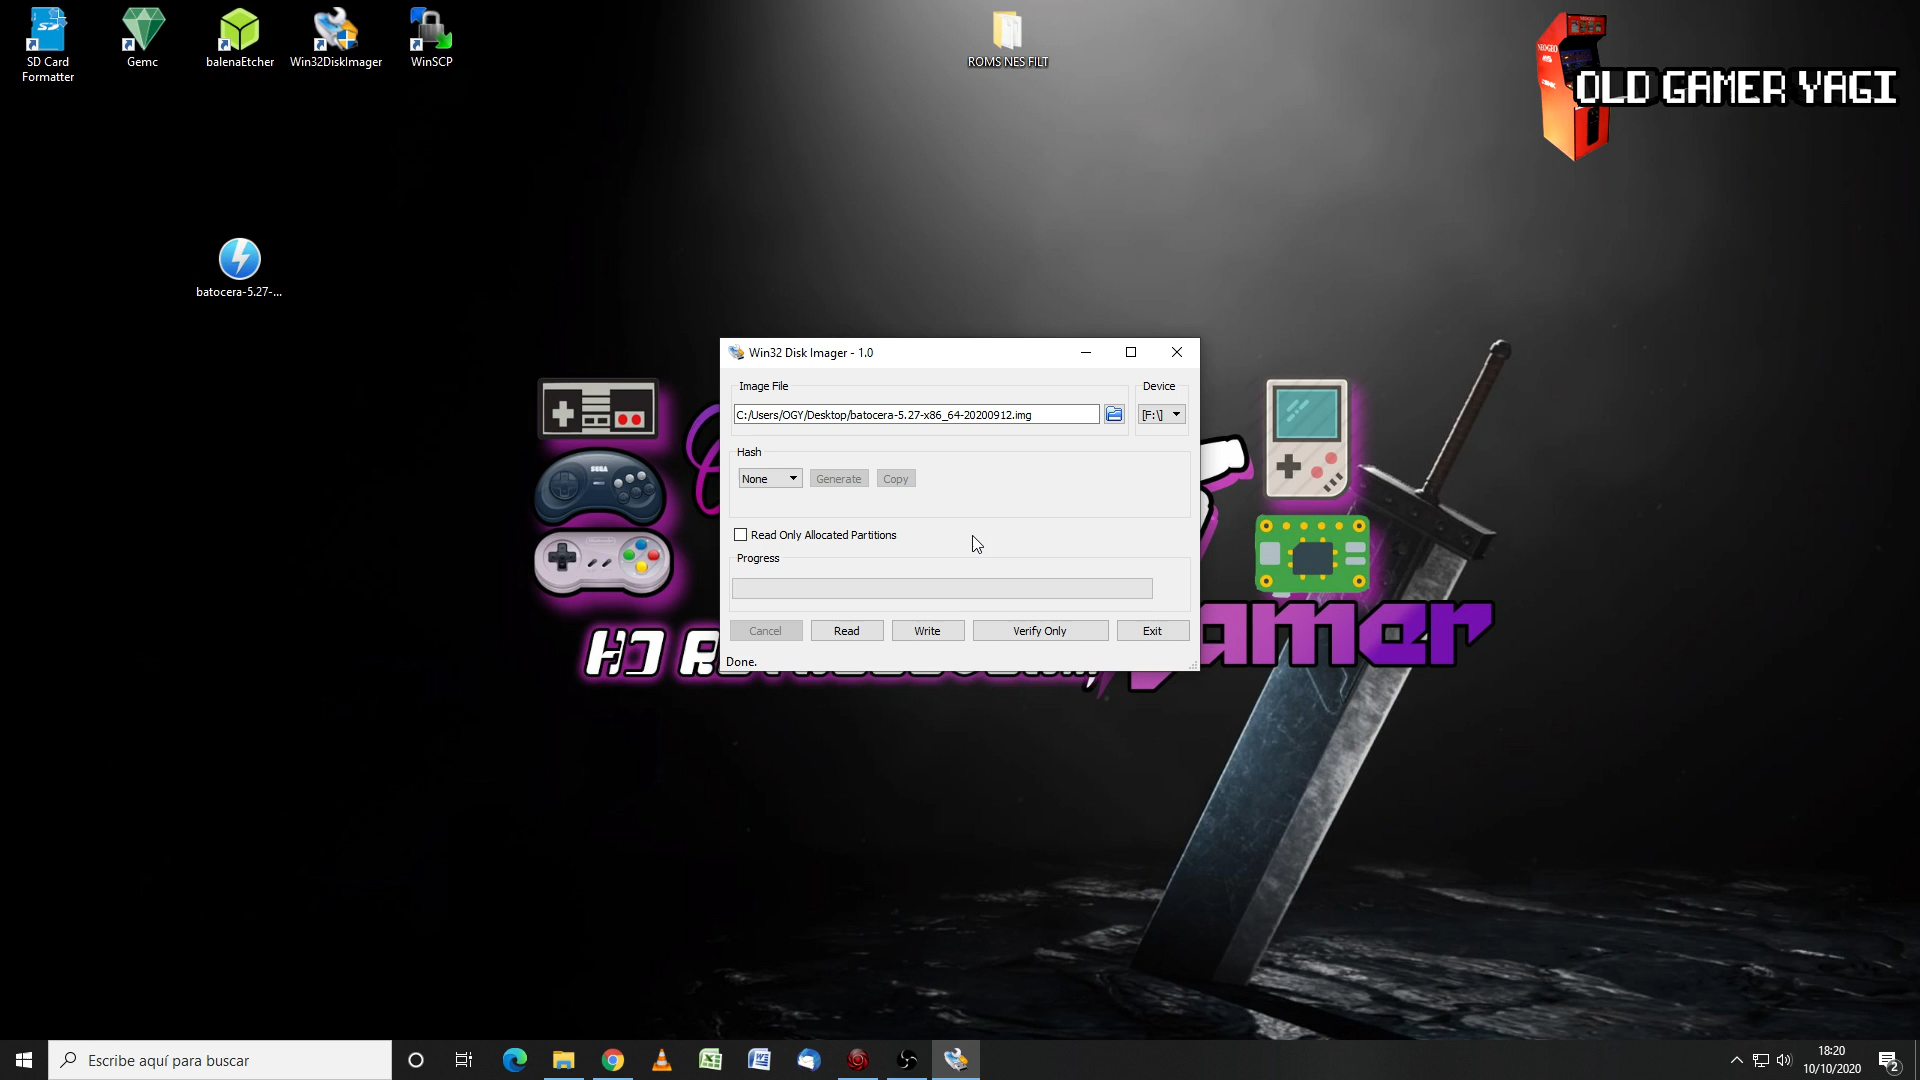 SD Card
Formatter
Gemc
balenaEtcher
Win32DiskImager
WinSCP
ROMS NES FILT
NEOGEO
OLD GAMER YAGI
batocera-5.27-...
Win32 Disk Imager - 1.0
Image File
Device
C:/Users/OGY/Desktop/batocera-5.27-x86_64-20200912.img
[F:\]
Hash
None
Generate
Copy
SEGA
Read Only Allocated Partitions
Progress
Cancel
Read
Write
Verify Only
Exit
Done.
Escribe aquí para buscar
18:20
10/10/2020
2